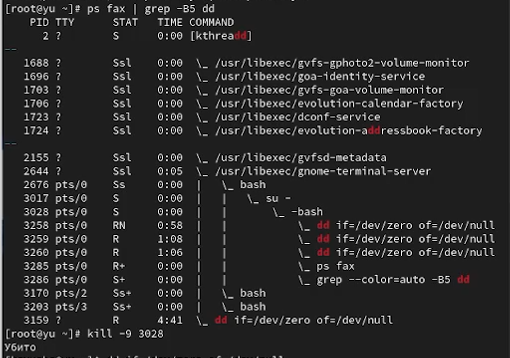 [root@yu ~]# ps fax | grep -B5 dd
PID TTY STAT TIME COMMAND
2 ? S 0:00 [kthreadd]
--
1688 ? Ssl 0:00 \_ /usr/libexec/gvfs-gphoto2-volume-monitor
1696 ? Ssl 0:00 \_ /usr/libexec/goa-identity-service
1703 ? Ssl 0:00 \_ /usr/libexec/gvfs-goa-volume-monitor
1706 ? Ssl 0:00 \_ /usr/libexec/evolution-calendar-factory
1723 ? Ssl 0:00 \_ /usr/libexec/dconf-service
1724 ? Ssl 0:00 \_ /usr/libexec/evolution-addressbook-factory
--
2155 ? Ssl 0:00 \_ /usr/libexec/gvfsd-metadata
2644 ? Ssl 0:05 \_ /usr/libexec/gnome-terminal-server
2676 pts/0 Ss 0:00 | \_ bash
3017 pts/0 S 0:00 | \_ su -
3028 pts/0 S 0:00 | \_ -bash
3258 pts/0 RN 0:58 | \_ dd if=/dev/zero of=/dev/null
3259 pts/0 R 1:08 | \_ dd if=/dev/zero of=/dev/null
3260 pts/0 R 1:06 | \_ dd if=/dev/zero of=/dev/null
3285 pts/0 R+ 0:00 | \_ ps fax
3286 pts/0 S+ 0:00 | \_ grep --color=auto -B5 dd
3170 pts/2 Ss+ 0:00 \_ bash
3203 pts/3 Ss+ 0:00 \_ bash
3159 ? R 4:41 \_ dd if=/dev/zero of=/dev/null
[root@yu ~]# kill -9 3028
Убито